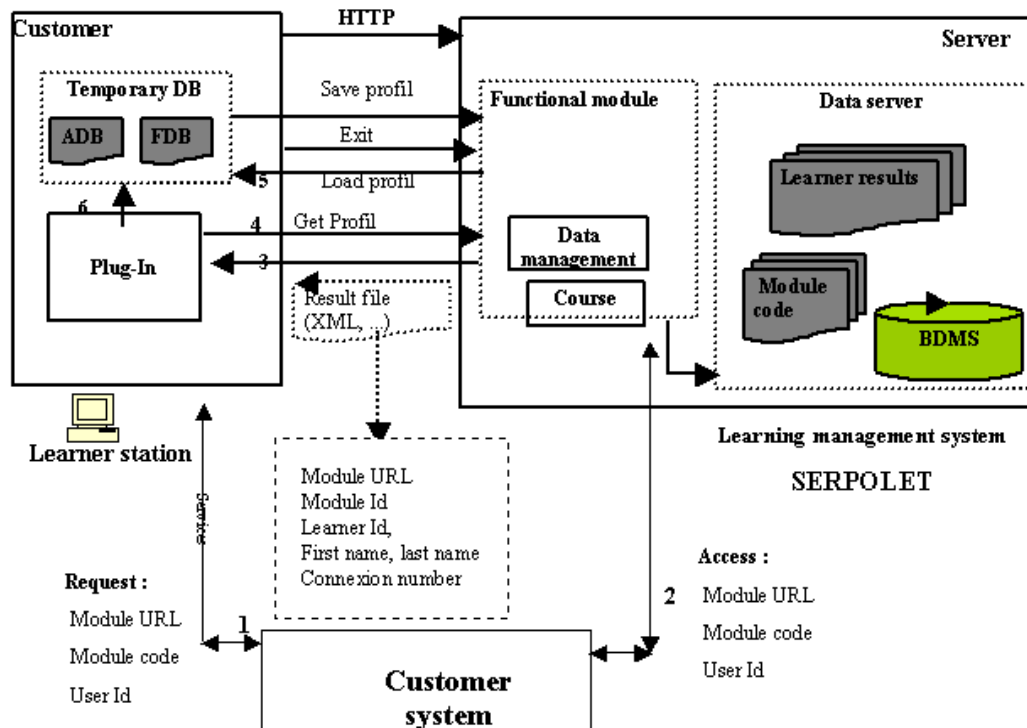 Customer
HTTP
Server
Temporary DB
ADB
FDB
Save profil
Exit
5
Load profil
6
4
Get Profil
3
Plug-In
Result file
(XML, ...)
Functional module
Data
management
Course
Data server
Learner results
Module
code
BDMS
Learner station
Learning management system
SERPOLET
Service
Module URL
Module Id
Learner Id,
First name, last name
Connexion number
Request :
Module URL
Module code
User Id
1
2
Access :
Module URL
Module code
User Id
Customer
system